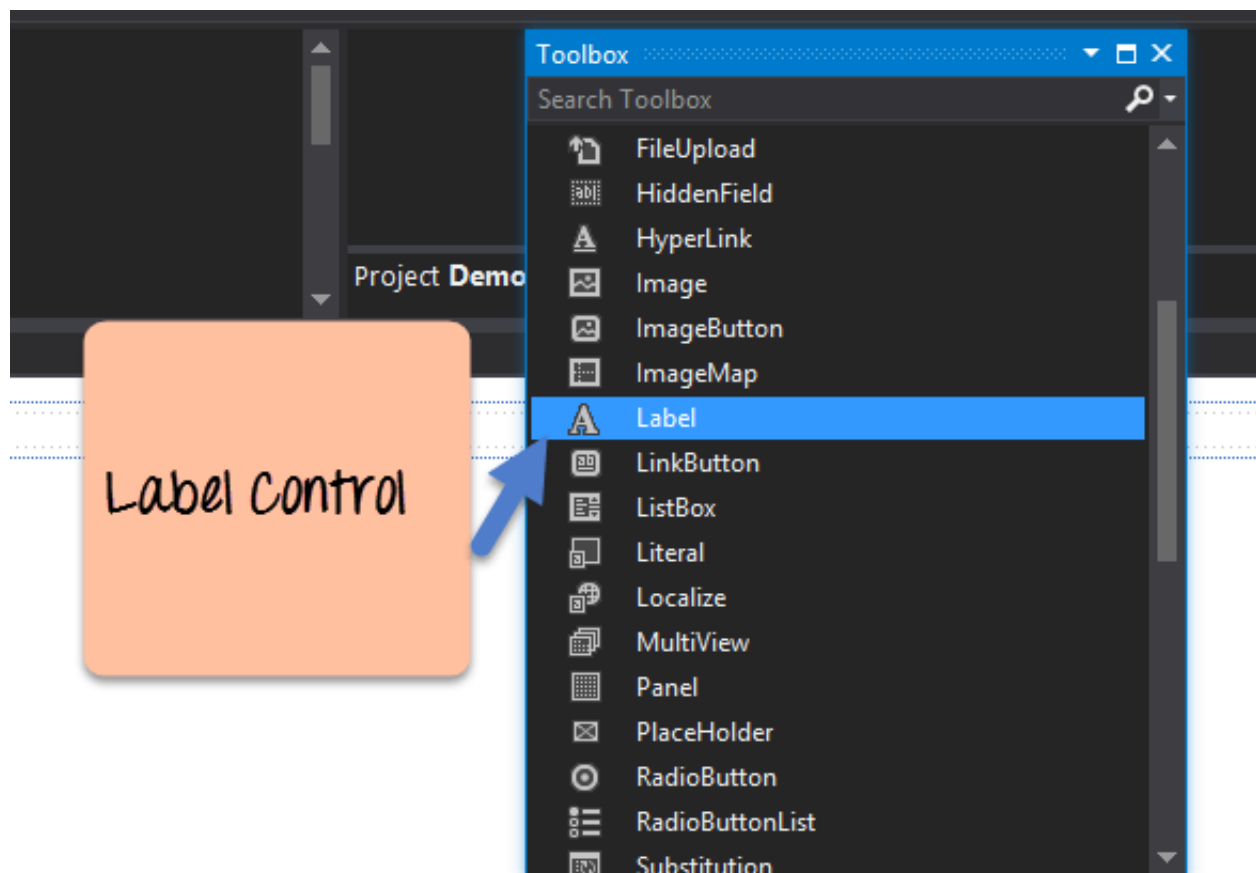 Toolbox
Search Toolbox
FileUpload
HiddenField
HyperLink
Project Demo
Image
ImageButton
ImageMap
Label
LinkButton
Label Control
ListBox
Literal
Localize
MultiView
Panel
PlaceHolder
RadioButton
RadioButtonList
Substitution